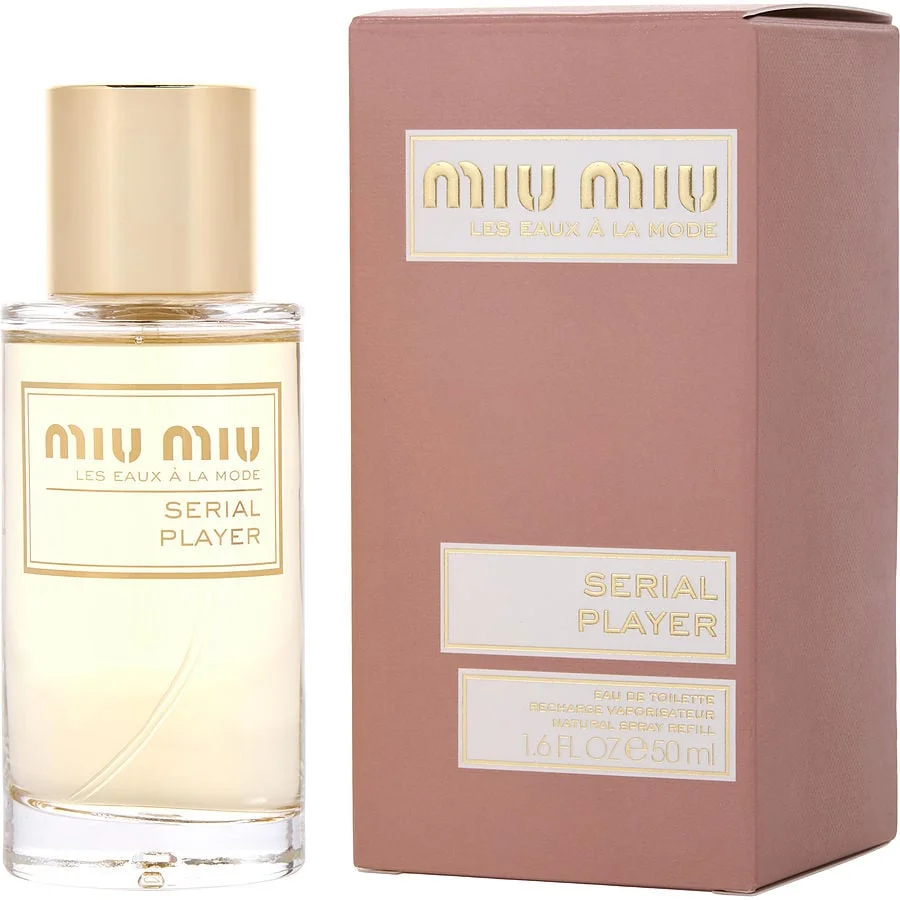 MIU MIU
LES EAUX À LA MODE
SERIAL
PLAYER
MIU MIU
LES EAUX À LA MODE
SERIAL
PLAYER
EAU DE TOILETTE
RECHARGE VAPORISATEUR
NATURAL SPRAY REFILL
1.6 FL OZ ℮ 50 ml